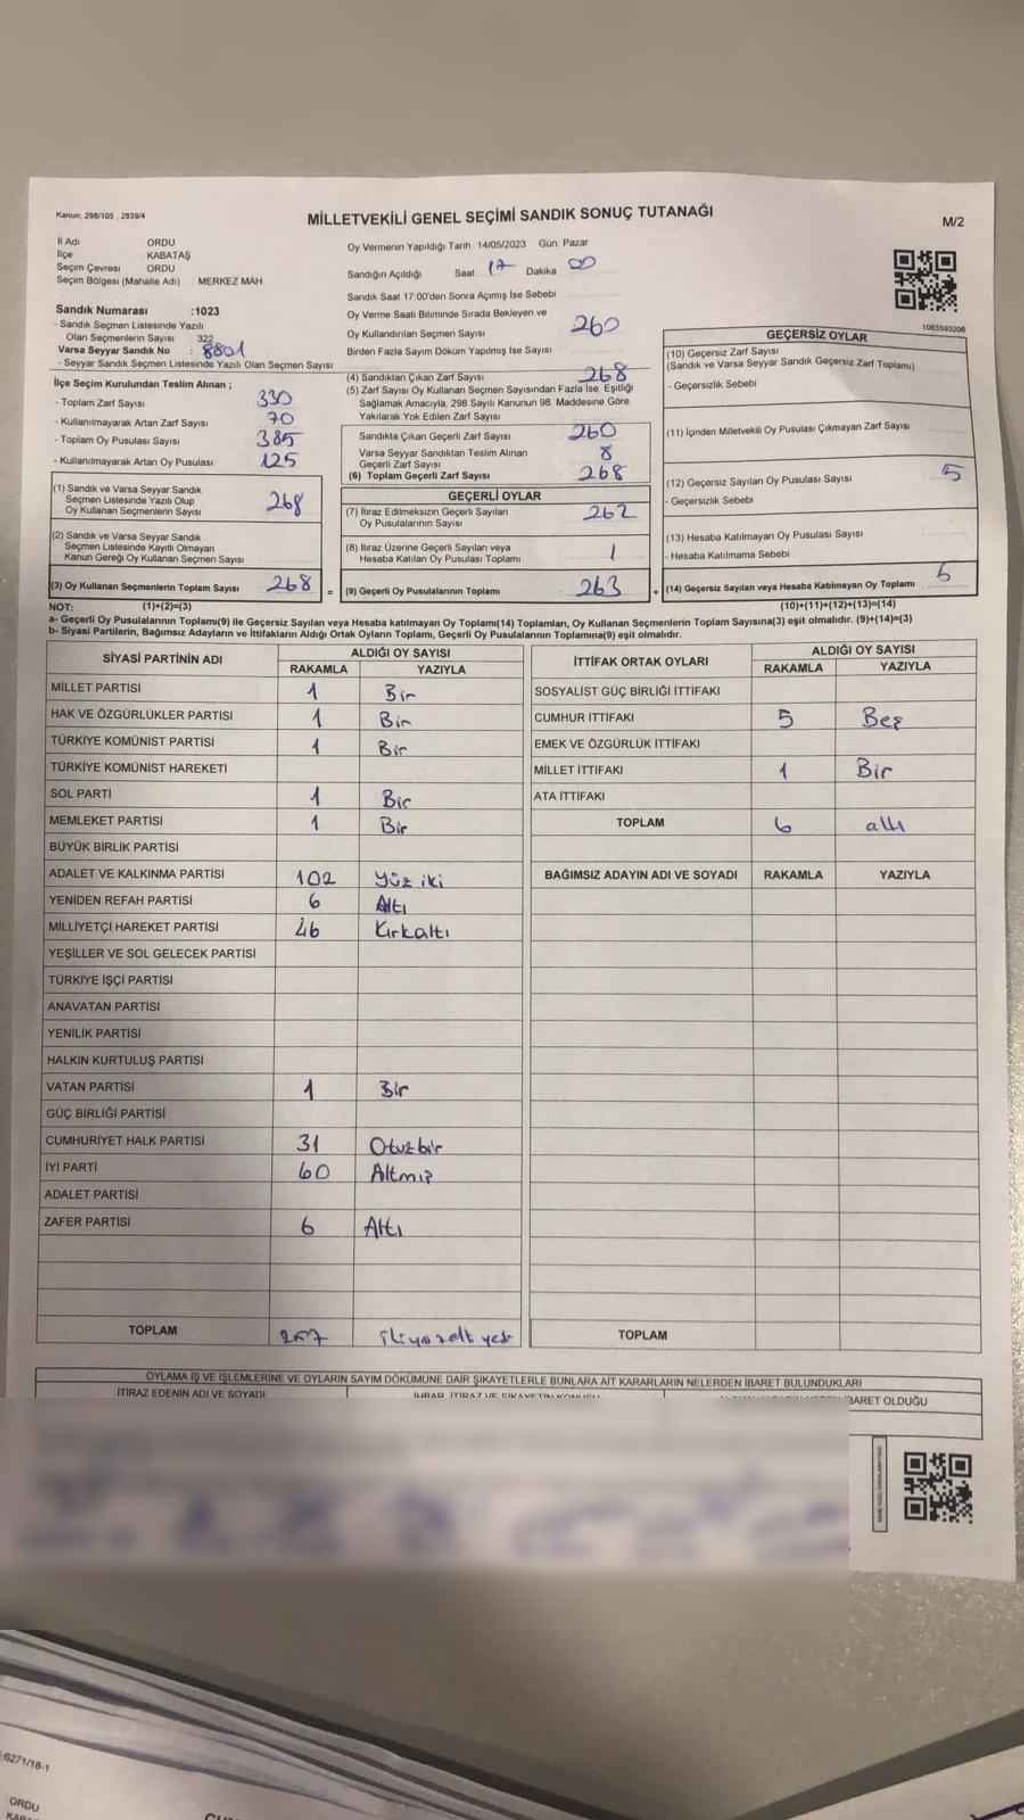 Kanun: 298/105 , 2839/4
MİLLETVEKİLİ GENEL SEÇİMİ SANDIK SONUÇ TUTANAĞI
M/2
İl Adı ORDU
İlçe KABATAŞ
Seçim Çevresi ORDU
Seçim Bölgesi (Mahalle Adı) MERKEZ MAH
Sandık Numarası :1023
- Sandık Seçmen Listesinde Yazılı
Olan Seçmenlerin Sayısı 322
Varsa Seyyar Sandık No : 8801
- Seyyar Sandık Seçmen Listesinde Yazılı Olan Seçmen Sayısı
İlçe Seçim Kurulundan Teslim Alınan ;
- Toplam Zarf Sayısı 330
- Kullanılmayarak Artan Zarf Sayısı 70
- Toplam Oy Pusulası Sayısı 385
- Kullanılmayarak Artan Oy Pusulası 125
(1) Sandık ve Varsa Seyyar Sandık
Seçmen Listesinde Yazılı Olup
Oy Kullanan Seçmenlerin Sayısı 268
(2) Sandık ve Varsa Seyyar Sandık
Seçmen Listesinde Kayıtlı Olmayan
Kanun Gereği Oy Kullanan Seçmen Sayısı
(3) Oy Kullanan Seçmenlerin Toplam Sayısı 268 =
Oy Vermenin Yapıldığı Tarih 14/05/2023 Gün Pazar
Sandığın Açıldığı Saat 17 Dakika 00
Sandık Saat 17:00'den Sonra Açımış İse Sebebi
Oy Verme Saati Bitiminde Sırada Bekleyen ve
Oy Kullandırılan Seçmen Sayısı 260
Birden Fazla Sayım Döküm Yapılmış İse Sayısı
(4) Sandıktan Çıkan Zarf Sayısı 268
(5) Zarf Sayısı Oy Kullanan Seçmen Sayısından Fazla İse, Eşitliği
Sağlamak Amacıyla, 298 Sayılı Kanunun 98. Maddesine Göre
Yakılarak Yok Edilen Zarf Sayısı
Sandıkta Çıkan Geçerli Zarf Sayısı 260
Varsa Seyyar Sandıktan Teslim Alınan
Geçerli Zarf Sayısı 8
(6) Toplam Geçerli Zarf Sayısı 268
GEÇERLİ OYLAR
(7) İtiraz Edilmeksizin Geçerli Sayılan
Oy Pusulalarının Sayısı 262
(8) İtiraz Üzerine Geçerli Sayılan veya
Hesaba Katılan Oy Pusulası Toplamı 1
(9) Geçerli Oy Pusulalarının Toplamı 263 +
1083593206
GEÇERSİZ OYLAR
(10) Geçersiz Zarf Sayısı
(Sandık ve Varsa Seyyar Sandık Geçersiz Zarf Toplamı)
- Geçersizlik Sebebi
(11) İçinden Milletvekili Oy Pusulası Çıkmayan Zarf Sayısı
(12) Geçersiz Sayılan Oy Pusulası Sayısı 5
- Geçersizlik Sebebi
(13) Hesaba Katılmayan Oy Pusulası Sayısı
- Hesaba Katılmama Sebebi
(14) Geçersiz Sayılan veya Hesaba Katılmayan Oy Toplamı 5
NOT: (1)+(2)=(3) (10)+(11)+(12)+(13)=(14)
a- Geçerli Oy Pusulasının Toplamı(9) ile Geçersiz Sayılan veya Hesaba katılmayan Oy Toplamı(14) Toplamları, Oy Kullanan Seçmenlerin Toplam Sayısına(3) eşit olmalıdır. (9)+(14)=(3)
b- Siyasi Partilerin, Bağımsız Adayların ve İttifakların Aldığı Ortak Oyların Toplamı, Geçerli Oy Pusulasının Toplamına(9) eşit olmalıdır.
SİYASİ PARTİNİN ADI ALDIĞI OY SAYISI
RAKAMLA YAZIYLA
MİLLET PARTİSİ 1 Bir
HAK VE ÖZGÜRLÜKLER PARTİSİ 1 Bir
TÜRKİYE KOMÜNİST PARTİSİ 1 Bir
TÜRKİYE KOMÜNİST HAREKETİ
SOL PARTİ 1 Bir
MEMLEKET PARTİSİ 1 Bir
BÜYÜK BİRLİK PARTİSİ
ADALET VE KALKINMA PARTİSİ 102 Yüz iki
YENİDEN REFAH PARTİSİ 6 Altı
MİLLİYETÇİ HAREKET PARTİSİ 46 Kırkaltı
YEŞİLLER VE SOL GELECEK PARTİSİ
TÜRKİYE İŞÇİ PARTİSİ
ANAVATAN PARTİSİ
YENİLİK PARTİSİ
HALKIN KURTULUŞ PARTİSİ
VATAN PARTİSİ 1 Bir
GÜÇ BİRLİĞİ PARTİSİ
CUMHURİYET HALK PARTİSİ 31 Otuzbir
İYİ PARTİ 60 Altmış
ADALET PARTİSİ
ZAFER PARTİSİ 6 Altı
TOPLAM 257
İTTİFAK ORTAK OYLARI ALDIĞI OY SAYISI
RAKAMLA YAZIYLA
SOSYALİST GÜÇ BİRLİĞİ İTTİFAKI
CUMHUR İTTİFAKI 5 Beş
EMEK VE ÖZGÜRLÜK İTTİFAKI
MİLLET İTTİFAKI 1 Bir
ATA İTTİFAKI
TOPLAM 6 altı
BAĞIMSIZ ADAYIN ADI VE SOYADI RAKAMLA YAZIYLA
TOPLAM
OYLAMA İŞ VE İŞLEMLERİNE VE OYLARIN SAYIM DÖKÜMÜNE DAİR ŞİKAYETLERLE BUNLARA AİT KARARLARIN NELERDEN İBARET BULUNDUKLARI
İTİRAZ EDENİN ADI VE SOYADI
BARET OLDUĞU
6271/18-1
ORDU